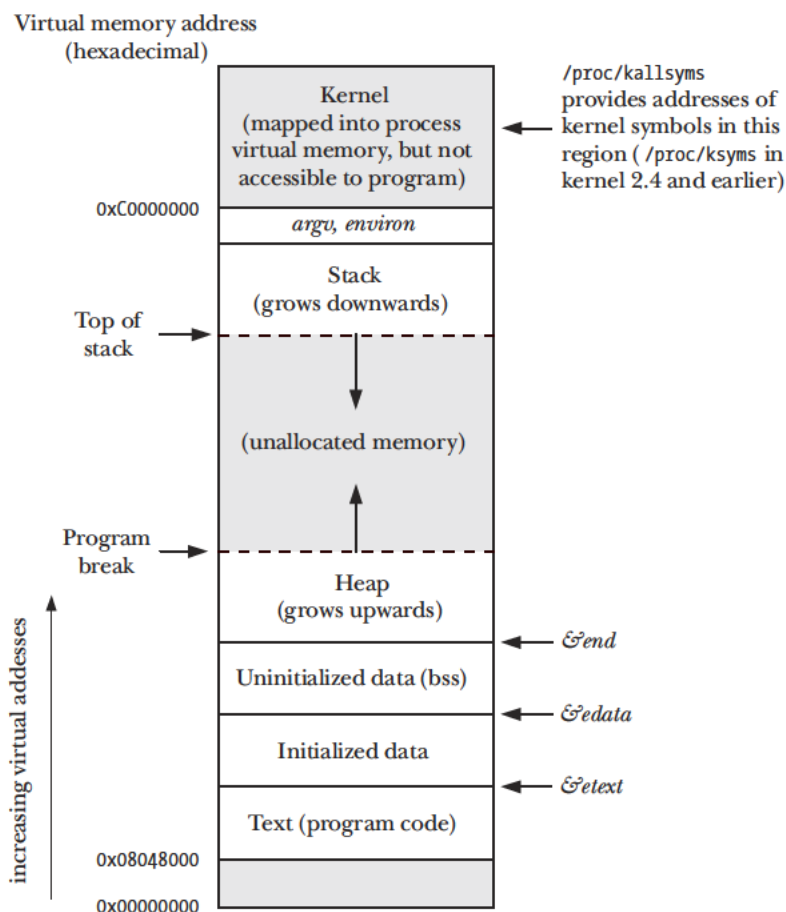 Virtual memory address
(hexadecimal)
/proc/kallsyms
provides addresses of
kernel symbols in this
region ( /proc/ksyms in
kernel 2.4 and earlier)
Kernel
(mapped into process
virtual memory, but not
accessible to program)
0xC0000000
argv, environ
Stack
(grows downwards)
Top of
stack
(unallocated memory)
Program
break
Heap
(grows upwards)
&end
Uninitialized data (bss)
&edata
Initialized data
&etext
Text (program code)
0x08048000
0x00000000
increasing virtual addesses